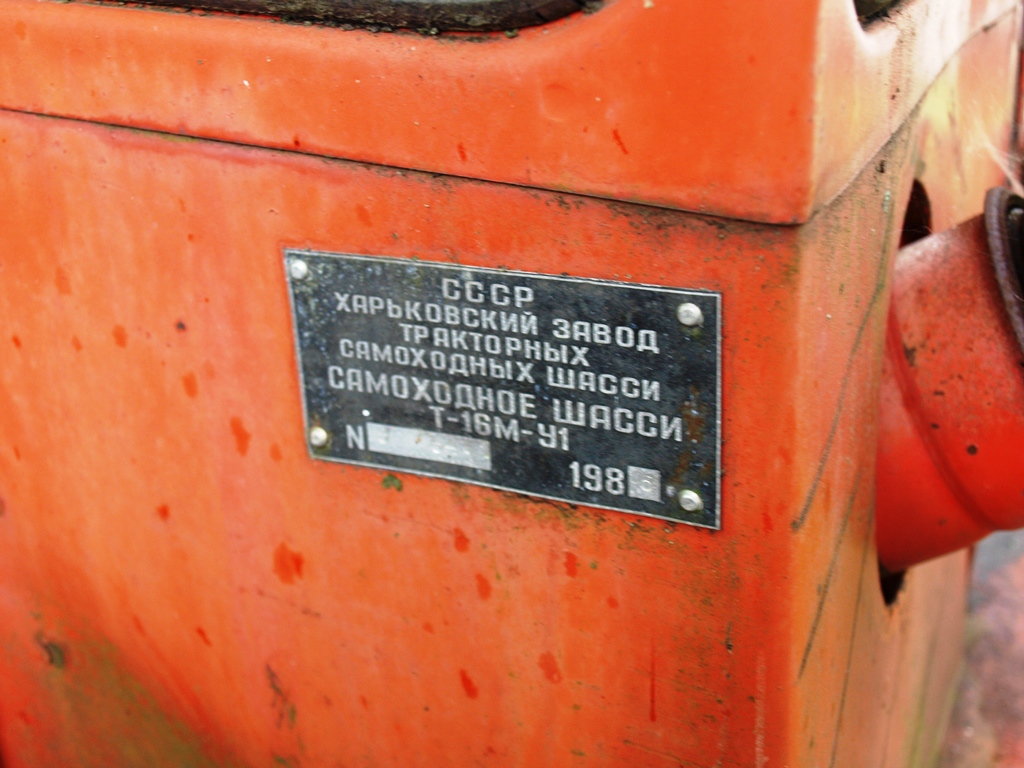 СССР
ХАРЬКОВСКИЙ ЗАВОД
ТРАКТОРНЫХ
САМОХОДНЫХ ШАССИ
САМОХОДНОЕ ШАССИ
Т-16М-У1
N
198